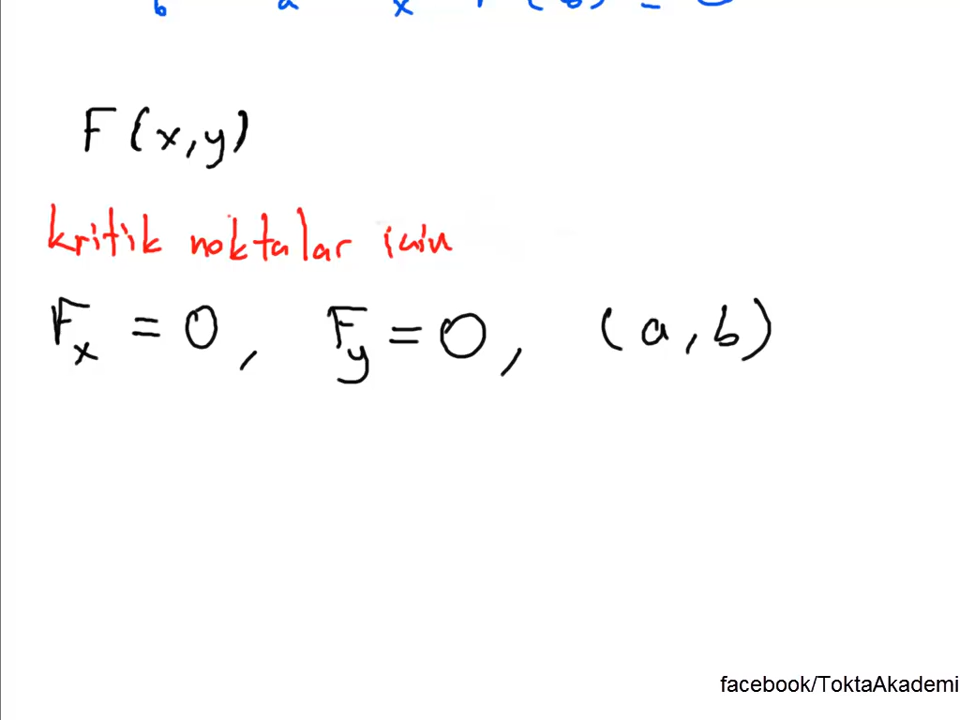 F(x,y)
kritik noktalar için
Fx = 0, Fy = 0, (a,b)
facebook/ToktaAkademi